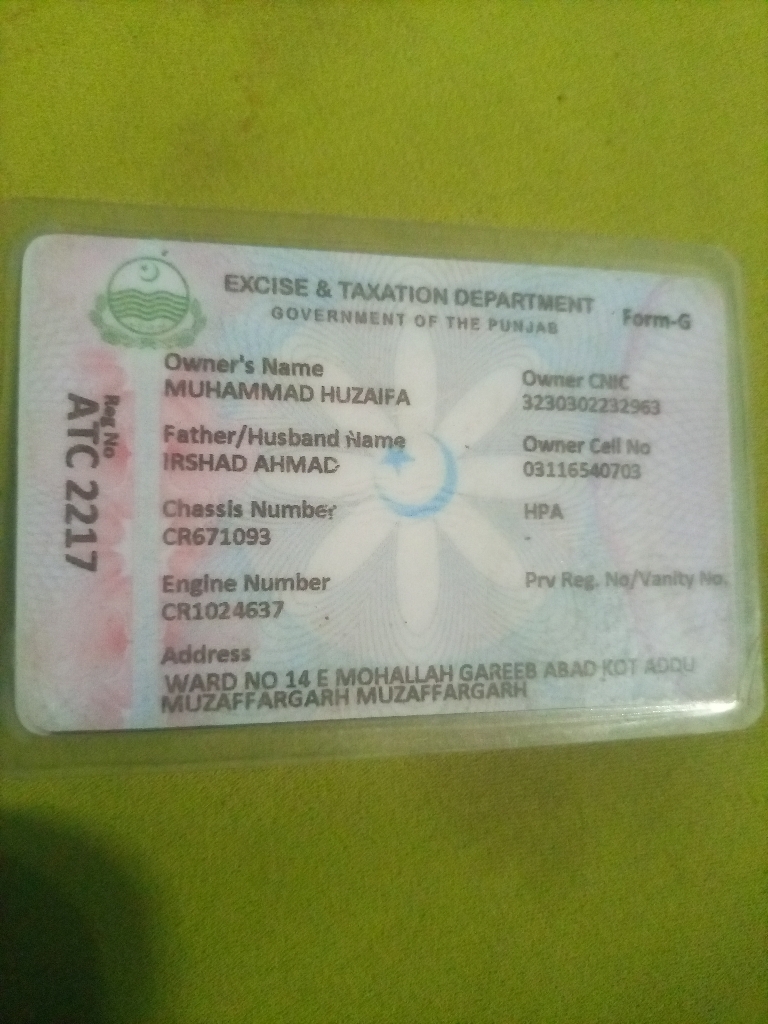 EXCISE & TAXATION DEPARTMENT
GOVERNMENT OF THE PUNJAB
Form-G
Reg No
ATC 2217
Owner's Name
MUHAMMAD HUZAIFA
Owner CNIC
3230302232963
Father/Husband Name
IRSHAD AHMAD
Owner Cell No
03116540703
Chassis Number
CR671093
HPA
-
Engine Number
CR1024637
Prv Reg. No/Vanity No.
Address
WARD NO 14 E MOHALLAH GAREEB ABAD KOT ADDU
MUZAFFARGARH MUZAFFARGARH